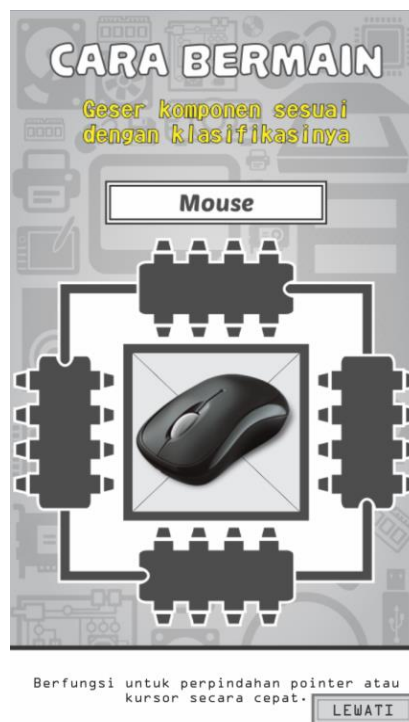 CARA BERMAIN
Geser komponen sesuai
dengan klasifikasinya
Mouse
Berfungsi untuk perpindahan pointer atau
kursor secara cepat.
LEWATI